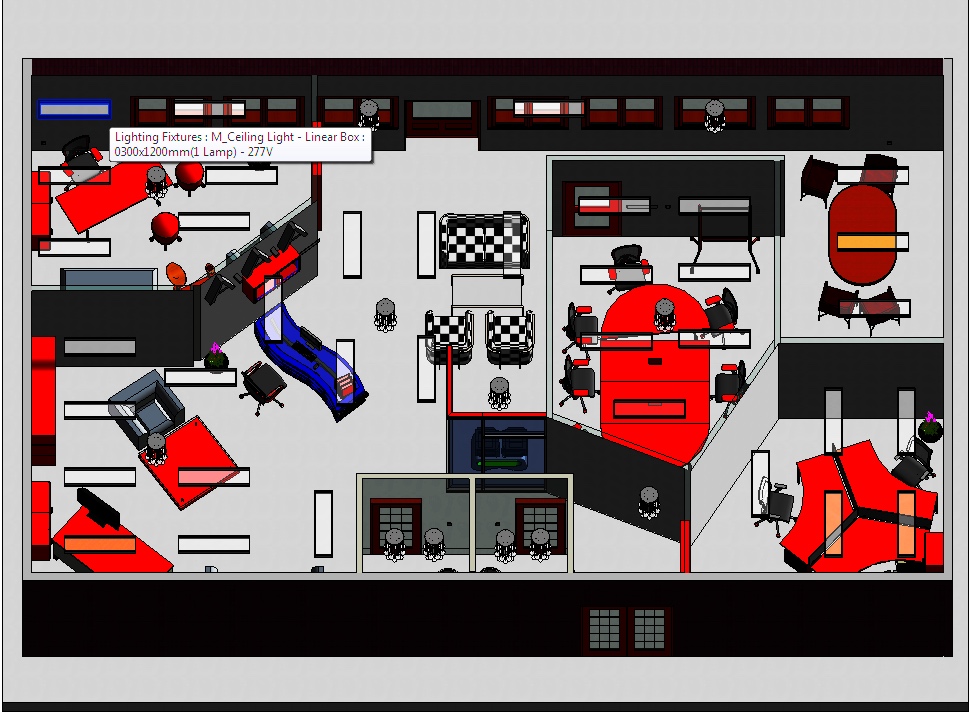 Lighting Fixtures : M_Ceiling Light - Linear Box :
0300x1200mm(1 Lamp) - 277V